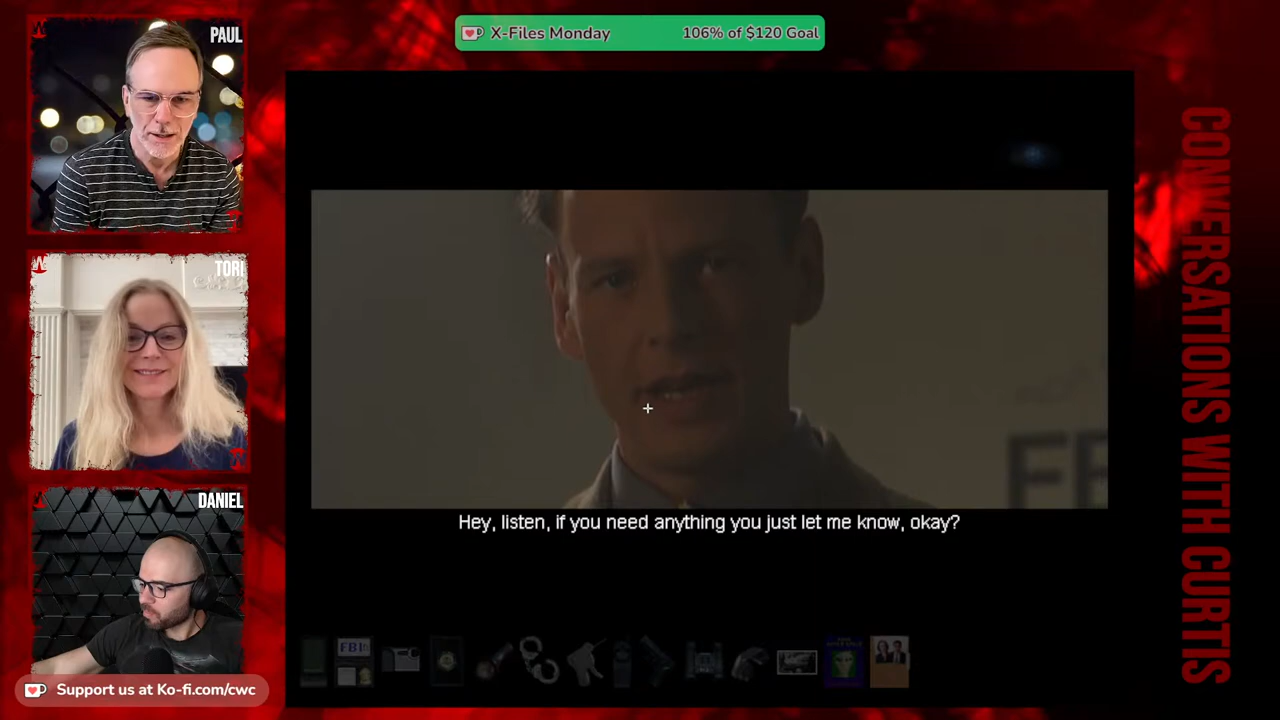 PAUL
X-Files Monday 106% of $120 Goal
TORI
DANIEL
Hey, listen, if you need anything you just let me know, okay?
FBI
Support us at Ko-fi.com/cwc
CONVERSATIONS WITH CURTIS